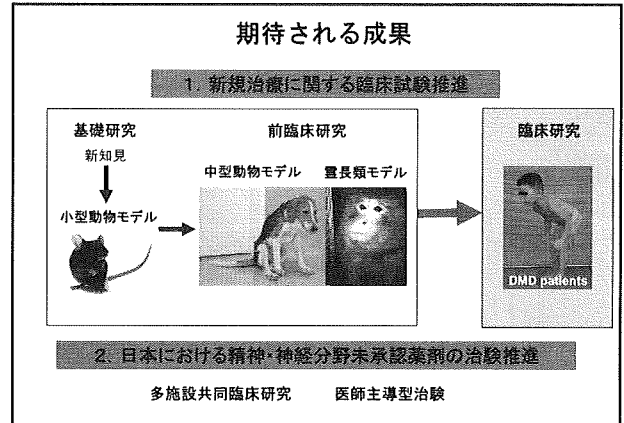 期待される成果
1. 新規治療に関する臨床試験推進
基礎研究
新知見
小型動物モデル
前臨床研究
中型動物モデル 霊長類モデル
臨床研究
DMD patients
2. 日本における精神・神経分野未承認薬剤の治験推進
多施設共同臨床研究 医師主導型治験